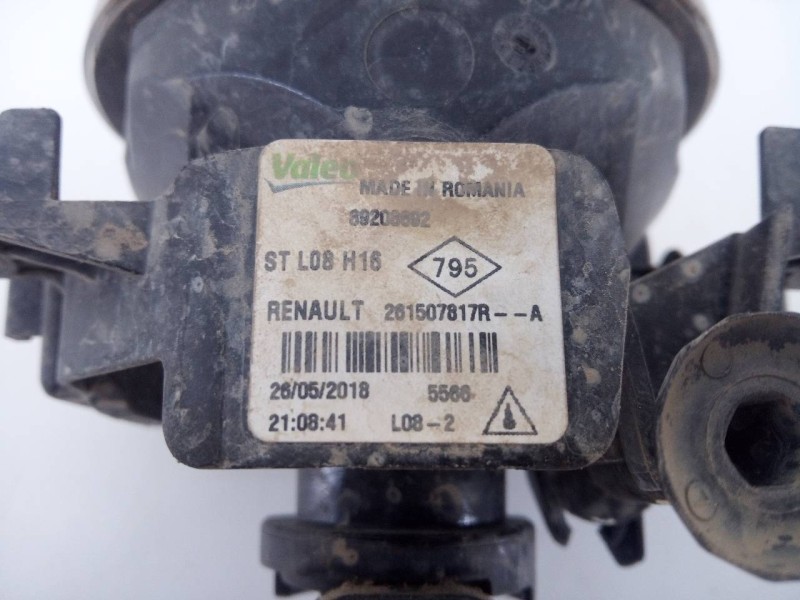 Valeo
MADE IN ROMANIA
89208692
ST L08 H16
795
RENAULT 261507817R--A
26/05/2018 5566
21:08:41 L08-2